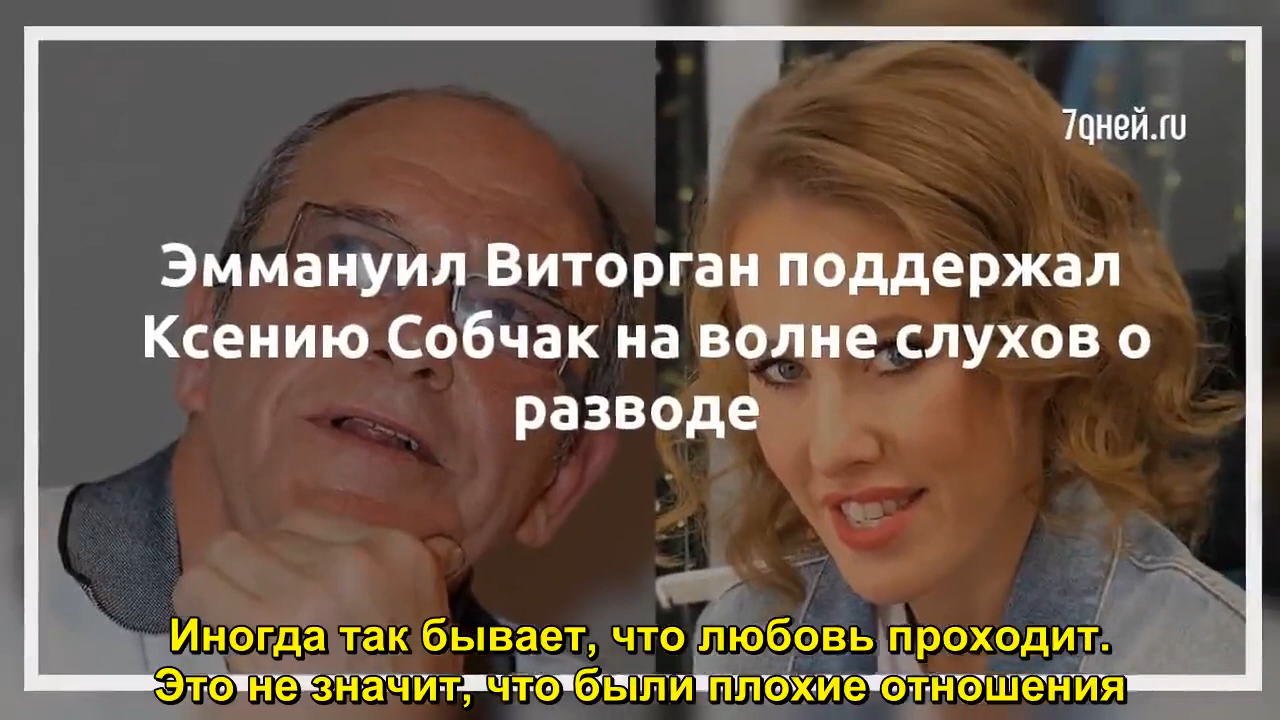 7дней.ru
Эммануил Виторган поддержал
Ксению Собчак на волне слухов о
разводе
Иногда так бывает, что любовь проходит.
Это не значит, что были плохие отношения